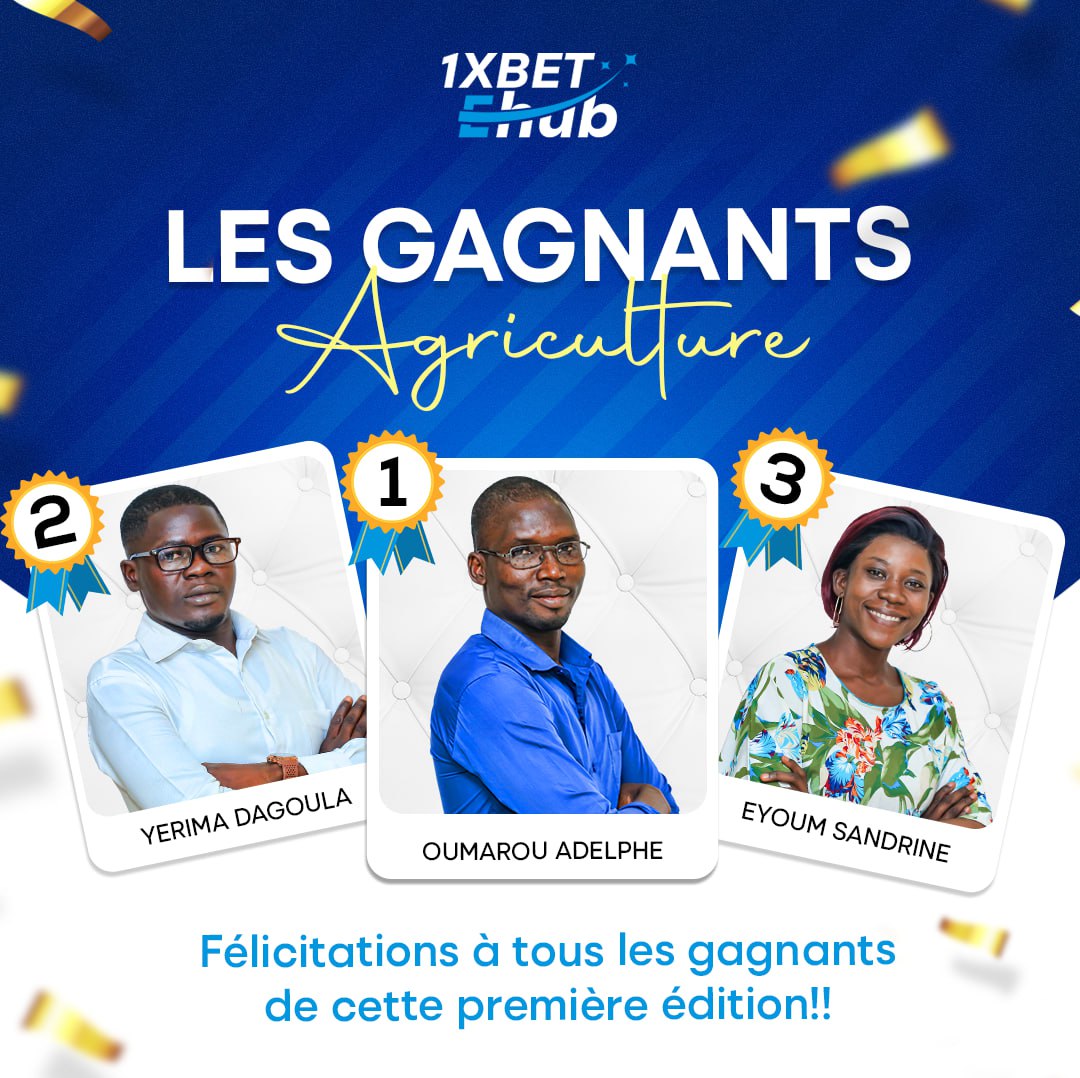 1XBET
Ehub
LES GAGNANTS
Agriculture
2
1
3
YERIMA DAGOULA
OUMAROU ADELPHE
EYOUM SANDRINE
Félicitations à tous les gagnants
de cette première édition!!